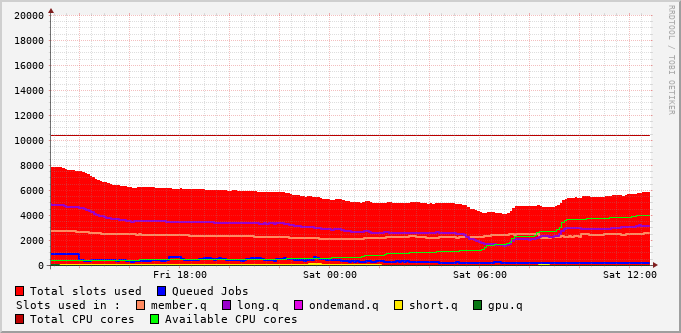 RRDTOOL / TOBI OETIKER
20000
18000
16000
14000
12000
10000
8000
6000
4000
2000
0
Fri 18:00 Sat 00:00 Sat 06:00 Sat 12:00
Total slots used Queued Jobs
Slots used in : member.q long.q ondemand.q short.q gpu.q
Total CPU cores Available CPU cores